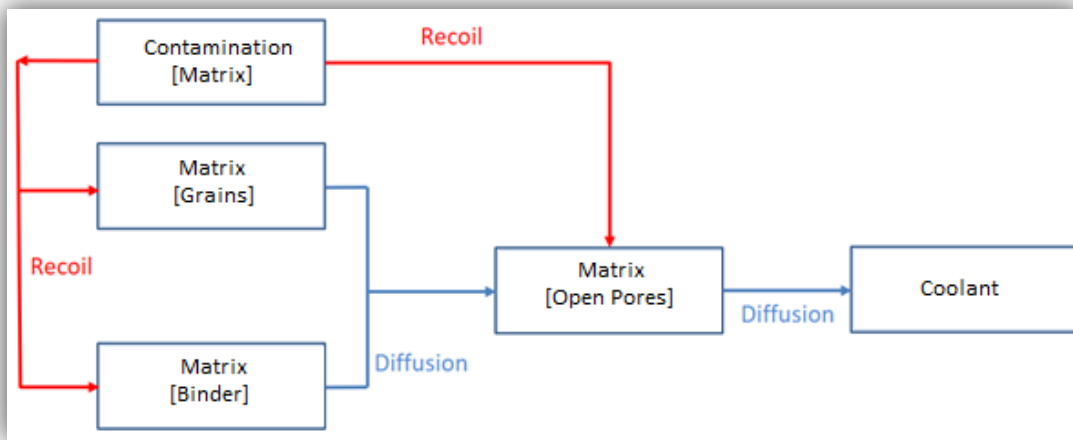 Contamination
[Matrix]
Recoil
Matrix
[Grains]
Recoil
Matrix
[Open Pores]
Diffusion
Coolant
Matrix
[Binder]
Diffusion